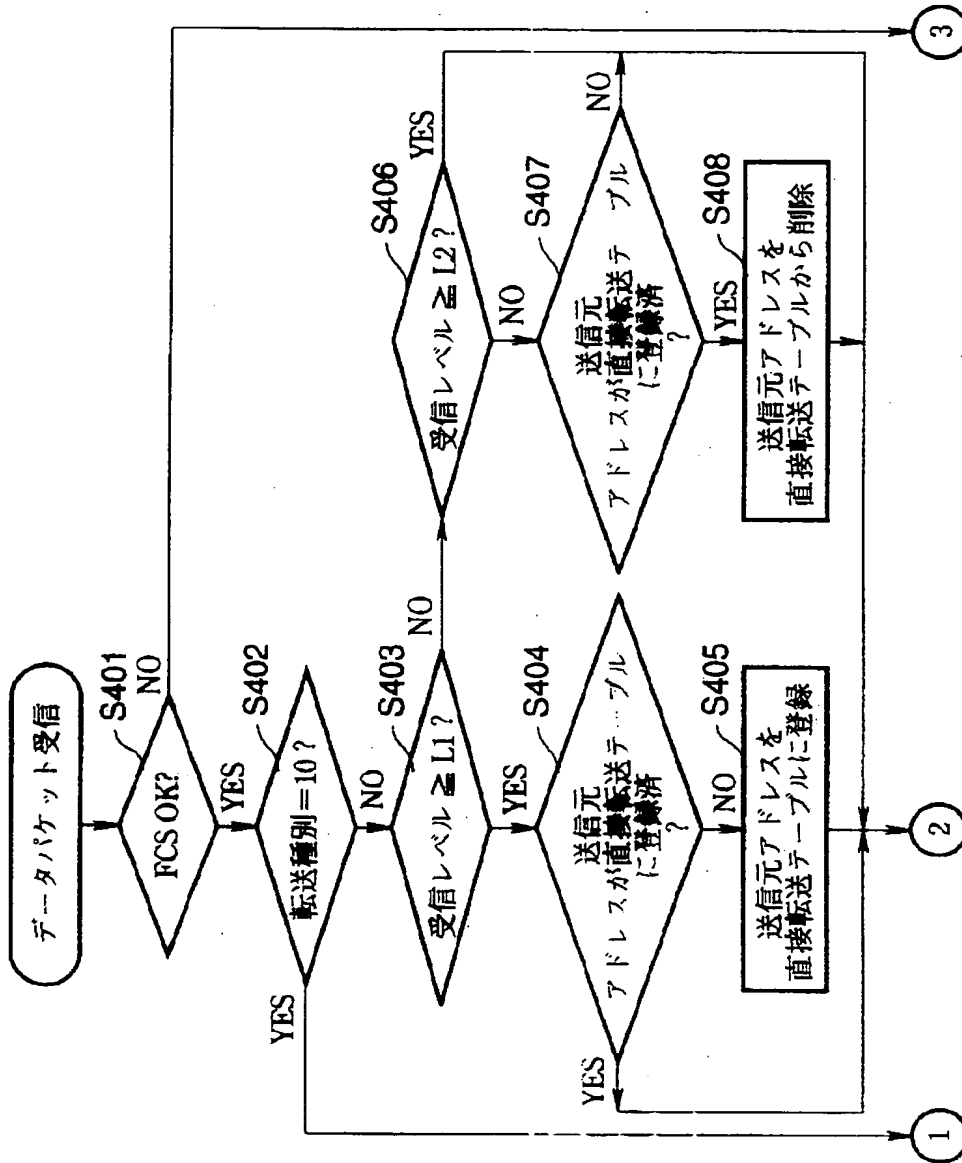 データパケット受信
S401
FCS OK?
NO
YES
S402
転送種別=10?
YES
NO
S403
受信レベル≧L1?
NO
YES
S406
受信レベル≧L2?
YES
NO
S404
送信元
アドレスが直接転送テーブル
に登録済
?
YES
NO
S407
送信元
アドレスが直接転送テーブル
に登録済
?
NO
YES
S405
送信元アドレスを
直接転送テーブルに登録
S408
送信元アドレスを
直接転送テーブルから削除
1
2
3